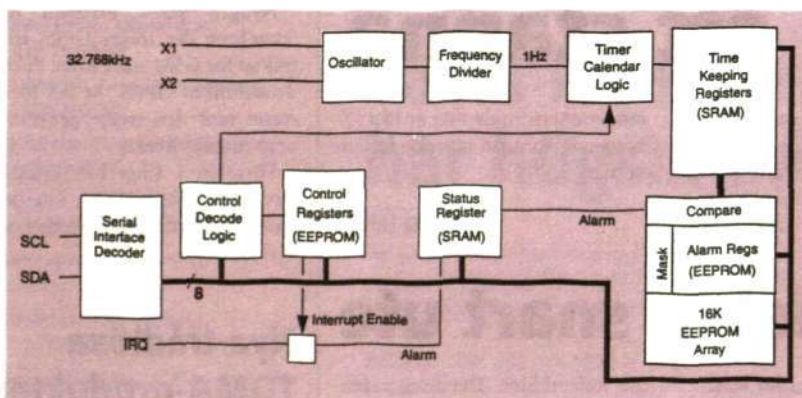 32.768kHz
X1
X2
Oscillator
Frequency
Divider
1Hz
Timer
Calendar
Logic
Time
Keeping
Registers
(SRAM)
Serial
Interface
Decoder
SCL
SDA
Control
Decode
Logic
Control
Registers
(EEPROM)
Status
Register
(SRAM)
Alarm
Compare
Mask
Alarm Regs
(EEPROM)
16K
EEPROM
Array
8
Interrupt Enable
IRQ
Alarm